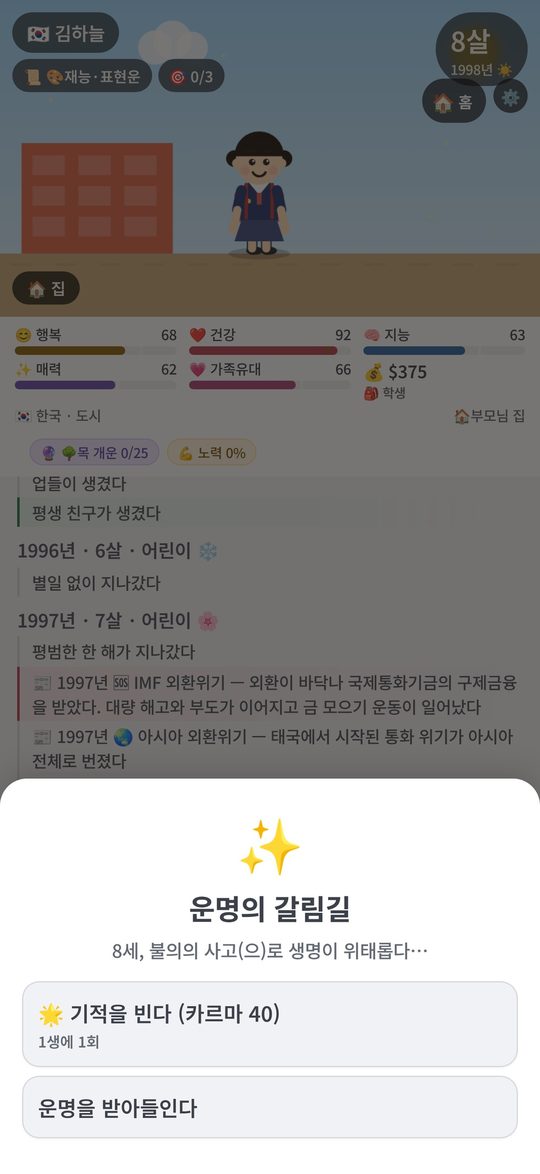 김하늘
8살
1998년
재능·표현운
0/3
홈
집
행복 68
건강 92
지능 63
매력 62
가족유대 66
$375
학생
한국 · 도시
부모님 집
목 개운 0/25
노력 0%
업들이 생겼다
평생 친구가 생겼다
1996년 · 6살 · 어린이
별일 없이 지나갔다
1997년 · 7살 · 어린이
평범한 한 해가 지나갔다
1997년 🆘 IMF 외환위기 — 외환이 바닥나 국제통화기금의 구제금융
을 받았다. 대량 해고와 부도가 이어지고 금 모으기 운동이 일어났다
1997년 🌏 아시아 외환위기 — 태국에서 시작된 통화 위기가 아시아
전체로 번졌다
운명의 갈림길
8세, 불의의 사고(으)로 생명이 위태롭다…
기적을 빈다 (카르마 40)
1생에 1회
운명을 받아들인다